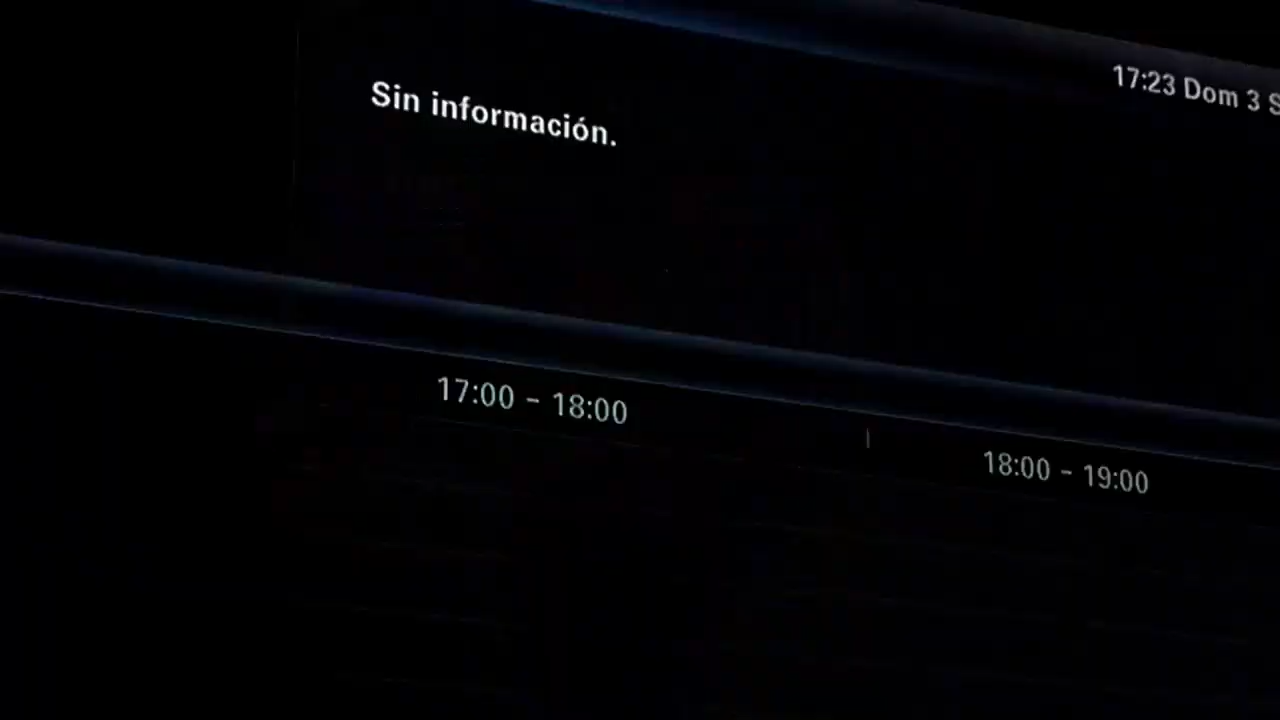 17:23 Dom 3 S
Sin información.
17:00 - 18:00
18:00 - 19:00